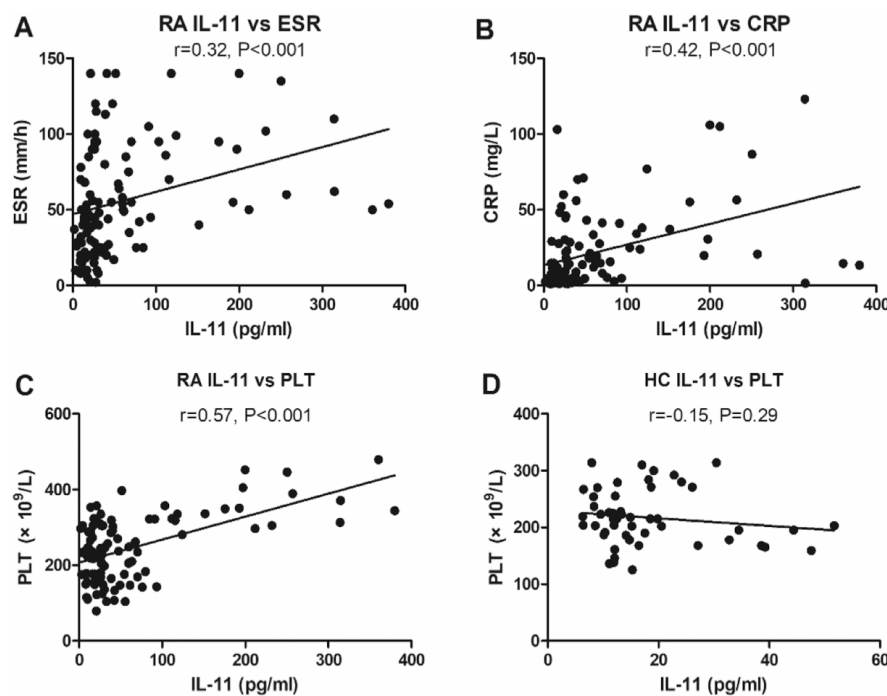 A
RA IL-11 vs ESR
r=0.32, P<0.001
ESR (mm/h)
150
100
50
0
0 100 200 300 400
IL-11 (pg/ml)
B
RA IL-11 vs CRP
r=0.42, P<0.001
CRP (mg/L)
150
100
50
0
0 100 200 300 400
IL-11 (pg/ml)
C
RA IL-11 vs PLT
r=0.57, P<0.001
PLT (× 10⁹/L)
600
400
200
0
0 100 200 300 400
IL-11 (pg/ml)
D
HC IL-11 vs PLT
r=-0.15, P=0.29
PLT (× 10⁹/L)
400
300
200
100
0
0 20 40 60
IL-11 (pg/ml)